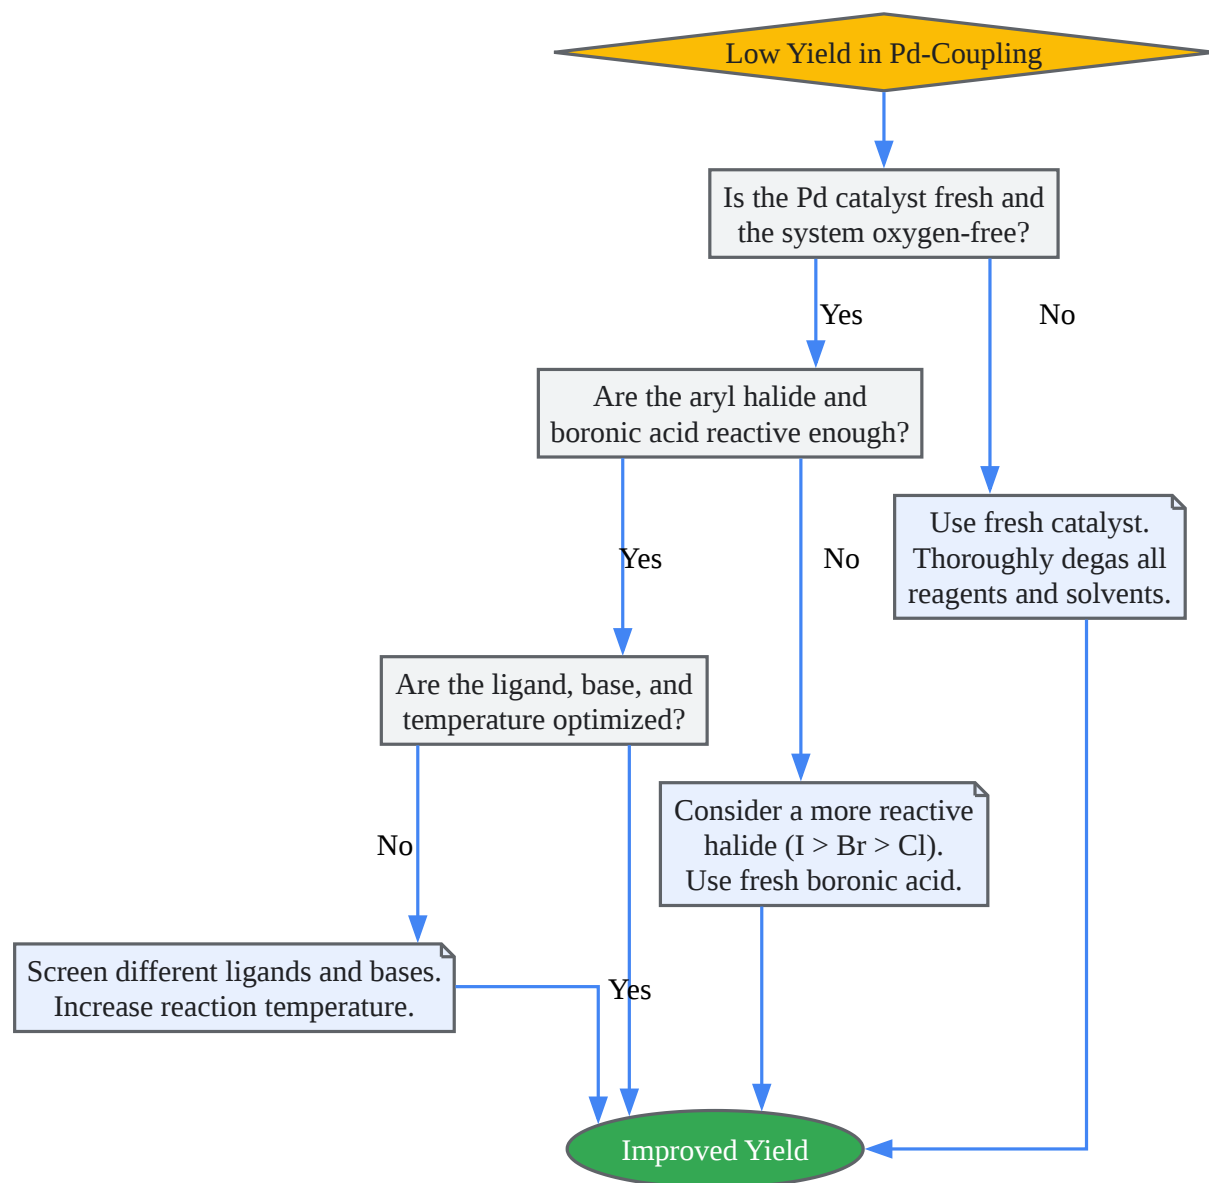 Low Yield in Pd-Coupling
Is the Pd catalyst fresh and
the system oxygen-free?
Yes
No
Are the aryl halide and
boronic acid reactive enough?
Use fresh catalyst.
Thoroughly degas all
reagents and solvents.
Yes
No
Are the ligand, base, and
temperature optimized?
Consider a more reactive
halide (I > Br > Cl).
Use fresh boronic acid.
No
Screen different ligands and bases.
Increase reaction temperature.
Yes
Improved Yield